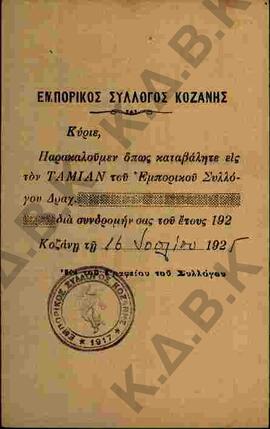 ΕΜΠΟΡΙΚΟΣ ΣΥΛΛΟΓΟΣ ΚΟΖΑΝΗΣ
Κύριε,
Παρακαλοῦμεν ὅπως καταβάλητε εἰς
τὸν ΤΑΜΙΑΝ τοῦ Ἐμπορικοῦ Συλλό-
γου Δραχ.
διὰ συνδρομήν σας τοῦ ἔτους 192
Κοζάνη τῇ 16 Ἰουλίου 1925
Ἐκ τοῦ Γραφείου τοῦ Συλλόγου
ΕΜΠΟΡΙΚΟΣ ΣΥΛΛΟΓΟΣ ΚΟΖΑΝΗΣ
*1917*
Κ.Δ.Β.Κ